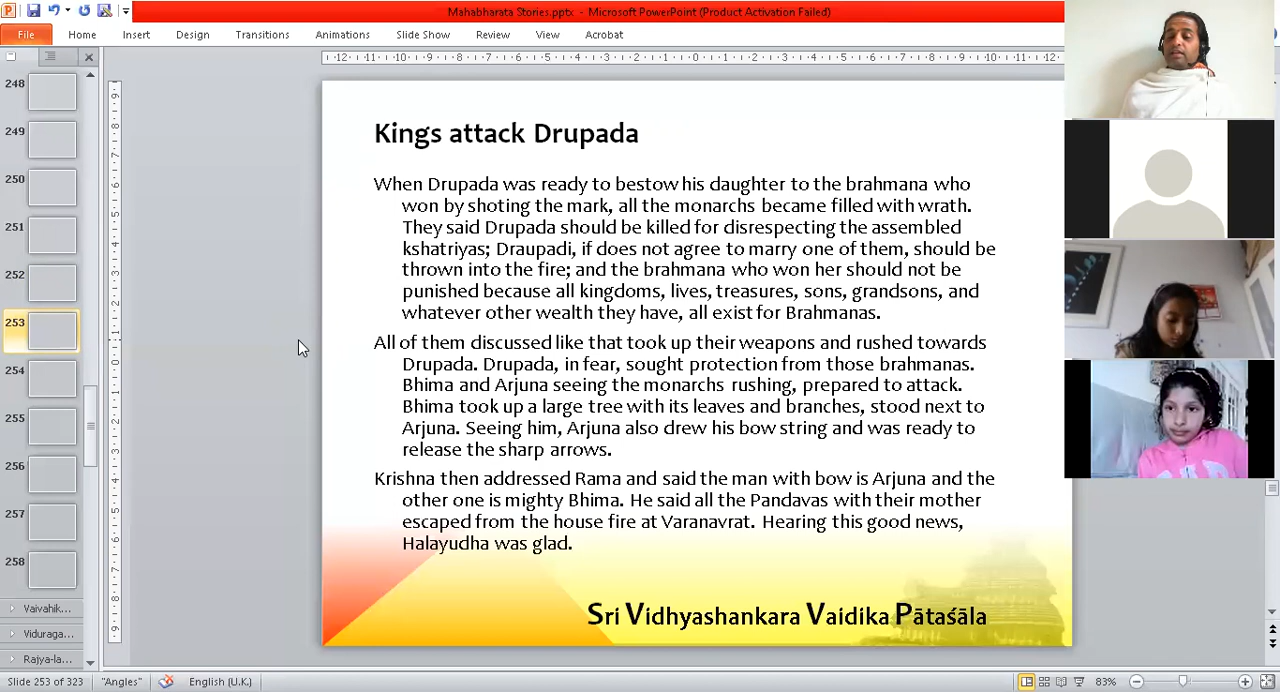 Mahabharata Stories.pptx - Microsoft PowerPoint (Product Activation Failed)
File Home Insert Design Transitions Animations Slide Show Review View Acrobat
248
249
250
251
252
253
254
255
256
257
258
Vaivahik...
Viduraga...
Rajya-la...
Kings attack Drupada
When Drupada was ready to bestow his daughter to the brahmana who
won by shoting the mark, all the monarchs became filled with wrath.
They said Drupada should be killed for disrespecting the assembled
kshatriyas; Draupadi, if does not agree to marry one of them, should be
thrown into the fire; and the brahmana who won her should not be
punished because all kingdoms, lives, treasures, sons, grandsons, and
whatever other wealth they have, all exist for Brahmanas.
All of them discussed like that took up their weapons and rushed towards
Drupada. Drupada, in fear, sought protection from those brahmanas.
Bhima and Arjuna seeing the monarchs rushing, prepared to attack.
Bhima took up a large tree with its leaves and branches, stood next to
Arjuna. Seeing him, Arjuna also drew his bow string and was ready to
release the sharp arrows.
Krishna then addressed Rama and said the man with bow is Arjuna and the
other one is mighty Bhima. He said all the Pandavas with their mother
escaped from the house fire at Varanavrat. Hearing this good news,
Halayudha was glad.
Sri Vidhyashankara Vaidika Pātaśāla
Slide 253 of 323 "Angles" English (U.K.) 83%